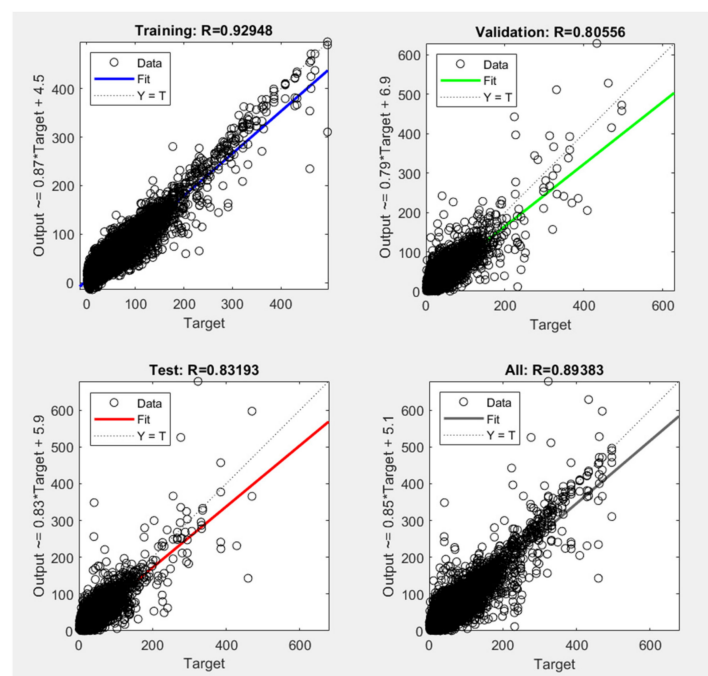 Training: R=0.92948
Output ~= 0.87*Target + 4.5
Data
Fit
Y = T
400
300
200
100
0
0 100 200 300 400
Target
Validation: R=0.80556
Output ~= 0.79*Target + 6.9
Data
Fit
Y = T
600
500
400
300
200
100
0
0 200 400 600
Target
Test: R=0.83193
Output ~= 0.83*Target + 5.9
Data
Fit
Y = T
600
500
400
300
200
100
0
0 200 400 600
Target
All: R=0.89383
Output ~= 0.85*Target + 5.1
Data
Fit
Y = T
600
500
400
300
200
100
0
0 200 400 600
Target